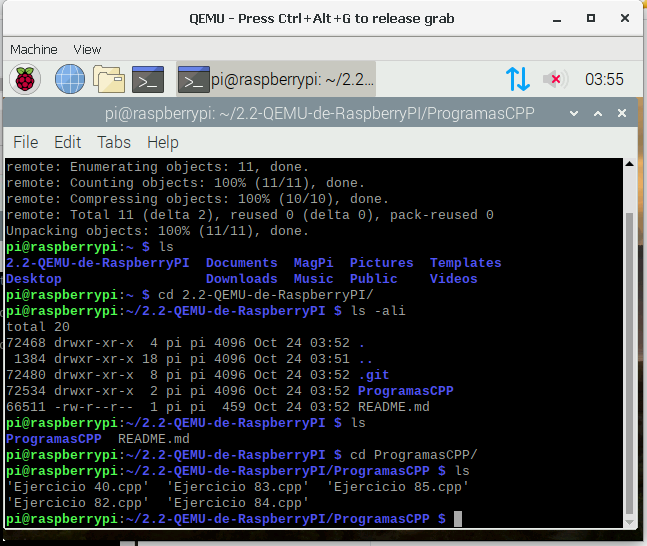 QEMU - Press Ctrl+Alt+G to release grab
Machine View
pi@raspberrypi: ~/2.2... 03:55
pi@raspberrypi: ~/2.2-QEMU-de-RaspberryPI/ProgramasCPP
File Edit Tabs Help
remote: Enumerating objects: 11, done.
remote: Counting objects: 100% (11/11), done.
remote: Compressing objects: 100% (10/10), done.
remote: Total 11 (delta 2), reused 0 (delta 0), pack-reused 0
Unpacking objects: 100% (11/11), done.
pi@raspberrypi:~ $ ls
2.2-QEMU-de-RaspberryPI  Documents  MagPi  Pictures  Templates
Desktop                  Downloads  Music  Public    Videos
pi@raspberrypi:~ $ cd 2.2-QEMU-de-RaspberryPI/
pi@raspberrypi:~/2.2-QEMU-de-RaspberryPI $ ls -ali
total 20
72468 drwxr-xr-x  4 pi pi 4096 Oct 24 03:52 .
 1384 drwxr-xr-x 18 pi pi 4096 Oct 24 03:51 ..
72480 drwxr-xr-x  8 pi pi 4096 Oct 24 03:52 .git
72534 drwxr-xr-x  2 pi pi 4096 Oct 24 03:52 ProgramasCPP
66511 -rw-r--r--  1 pi pi  459 Oct 24 03:52 README.md
pi@raspberrypi:~/2.2-QEMU-de-RaspberryPI $ ls
ProgramasCPP  README.md
pi@raspberrypi:~/2.2-QEMU-de-RaspberryPI $ cd ProgramasCPP/
pi@raspberrypi:~/2.2-QEMU-de-RaspberryPI/ProgramasCPP $ ls
'Ejercicio 40.cpp'  'Ejercicio 83.cpp'  'Ejercicio 85.cpp'
'Ejercicio 82.cpp'  'Ejercicio 84.cpp'
pi@raspberrypi:~/2.2-QEMU-de-RaspberryPI/ProgramasCPP $